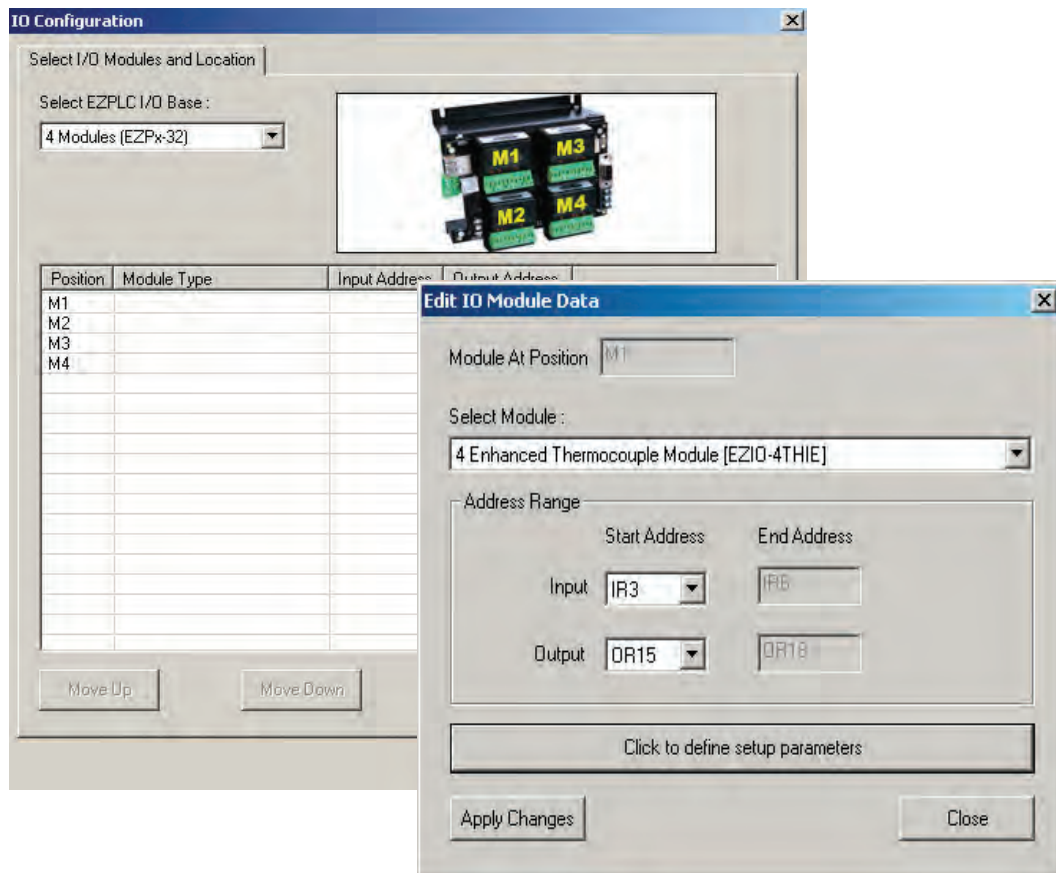 IO Configuration
Select I/O Modules and Location
Select EZPLC I/O Base :
4 Modules (EZPx-32)
M1
M3
M2
M4
Position Module Type Input Address Output Address
M1
M2
M3
M4
Move Up Move Down
Edit IO Module Data
Module At Position M1
Select Module :
4 Enhanced Thermocouple Module [EZIO-4THIE]
Address Range
Start Address End Address
Input IR3 IR6
Output OR15 OR18
Click to define setup parameters
Apply Changes Close